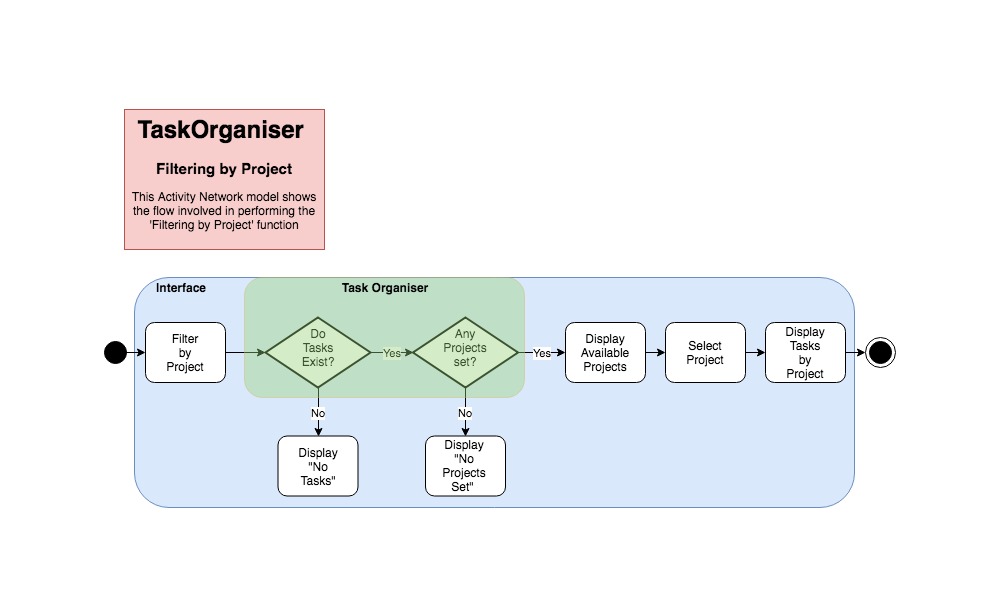 TaskOrganiser
Filtering by Project
This Activity Network model shows
the flow involved in performing the
'Filtering by Project' function
Interface
Task Organiser
Filter
by
Project
Do
Tasks
Exist?
Yes
Any
Projects
set?
Yes
Display
Available
Projects
Select
Project
Display
Tasks
by
Project
No
No
Display
"No
Tasks"
Display
"No
Projects
Set"